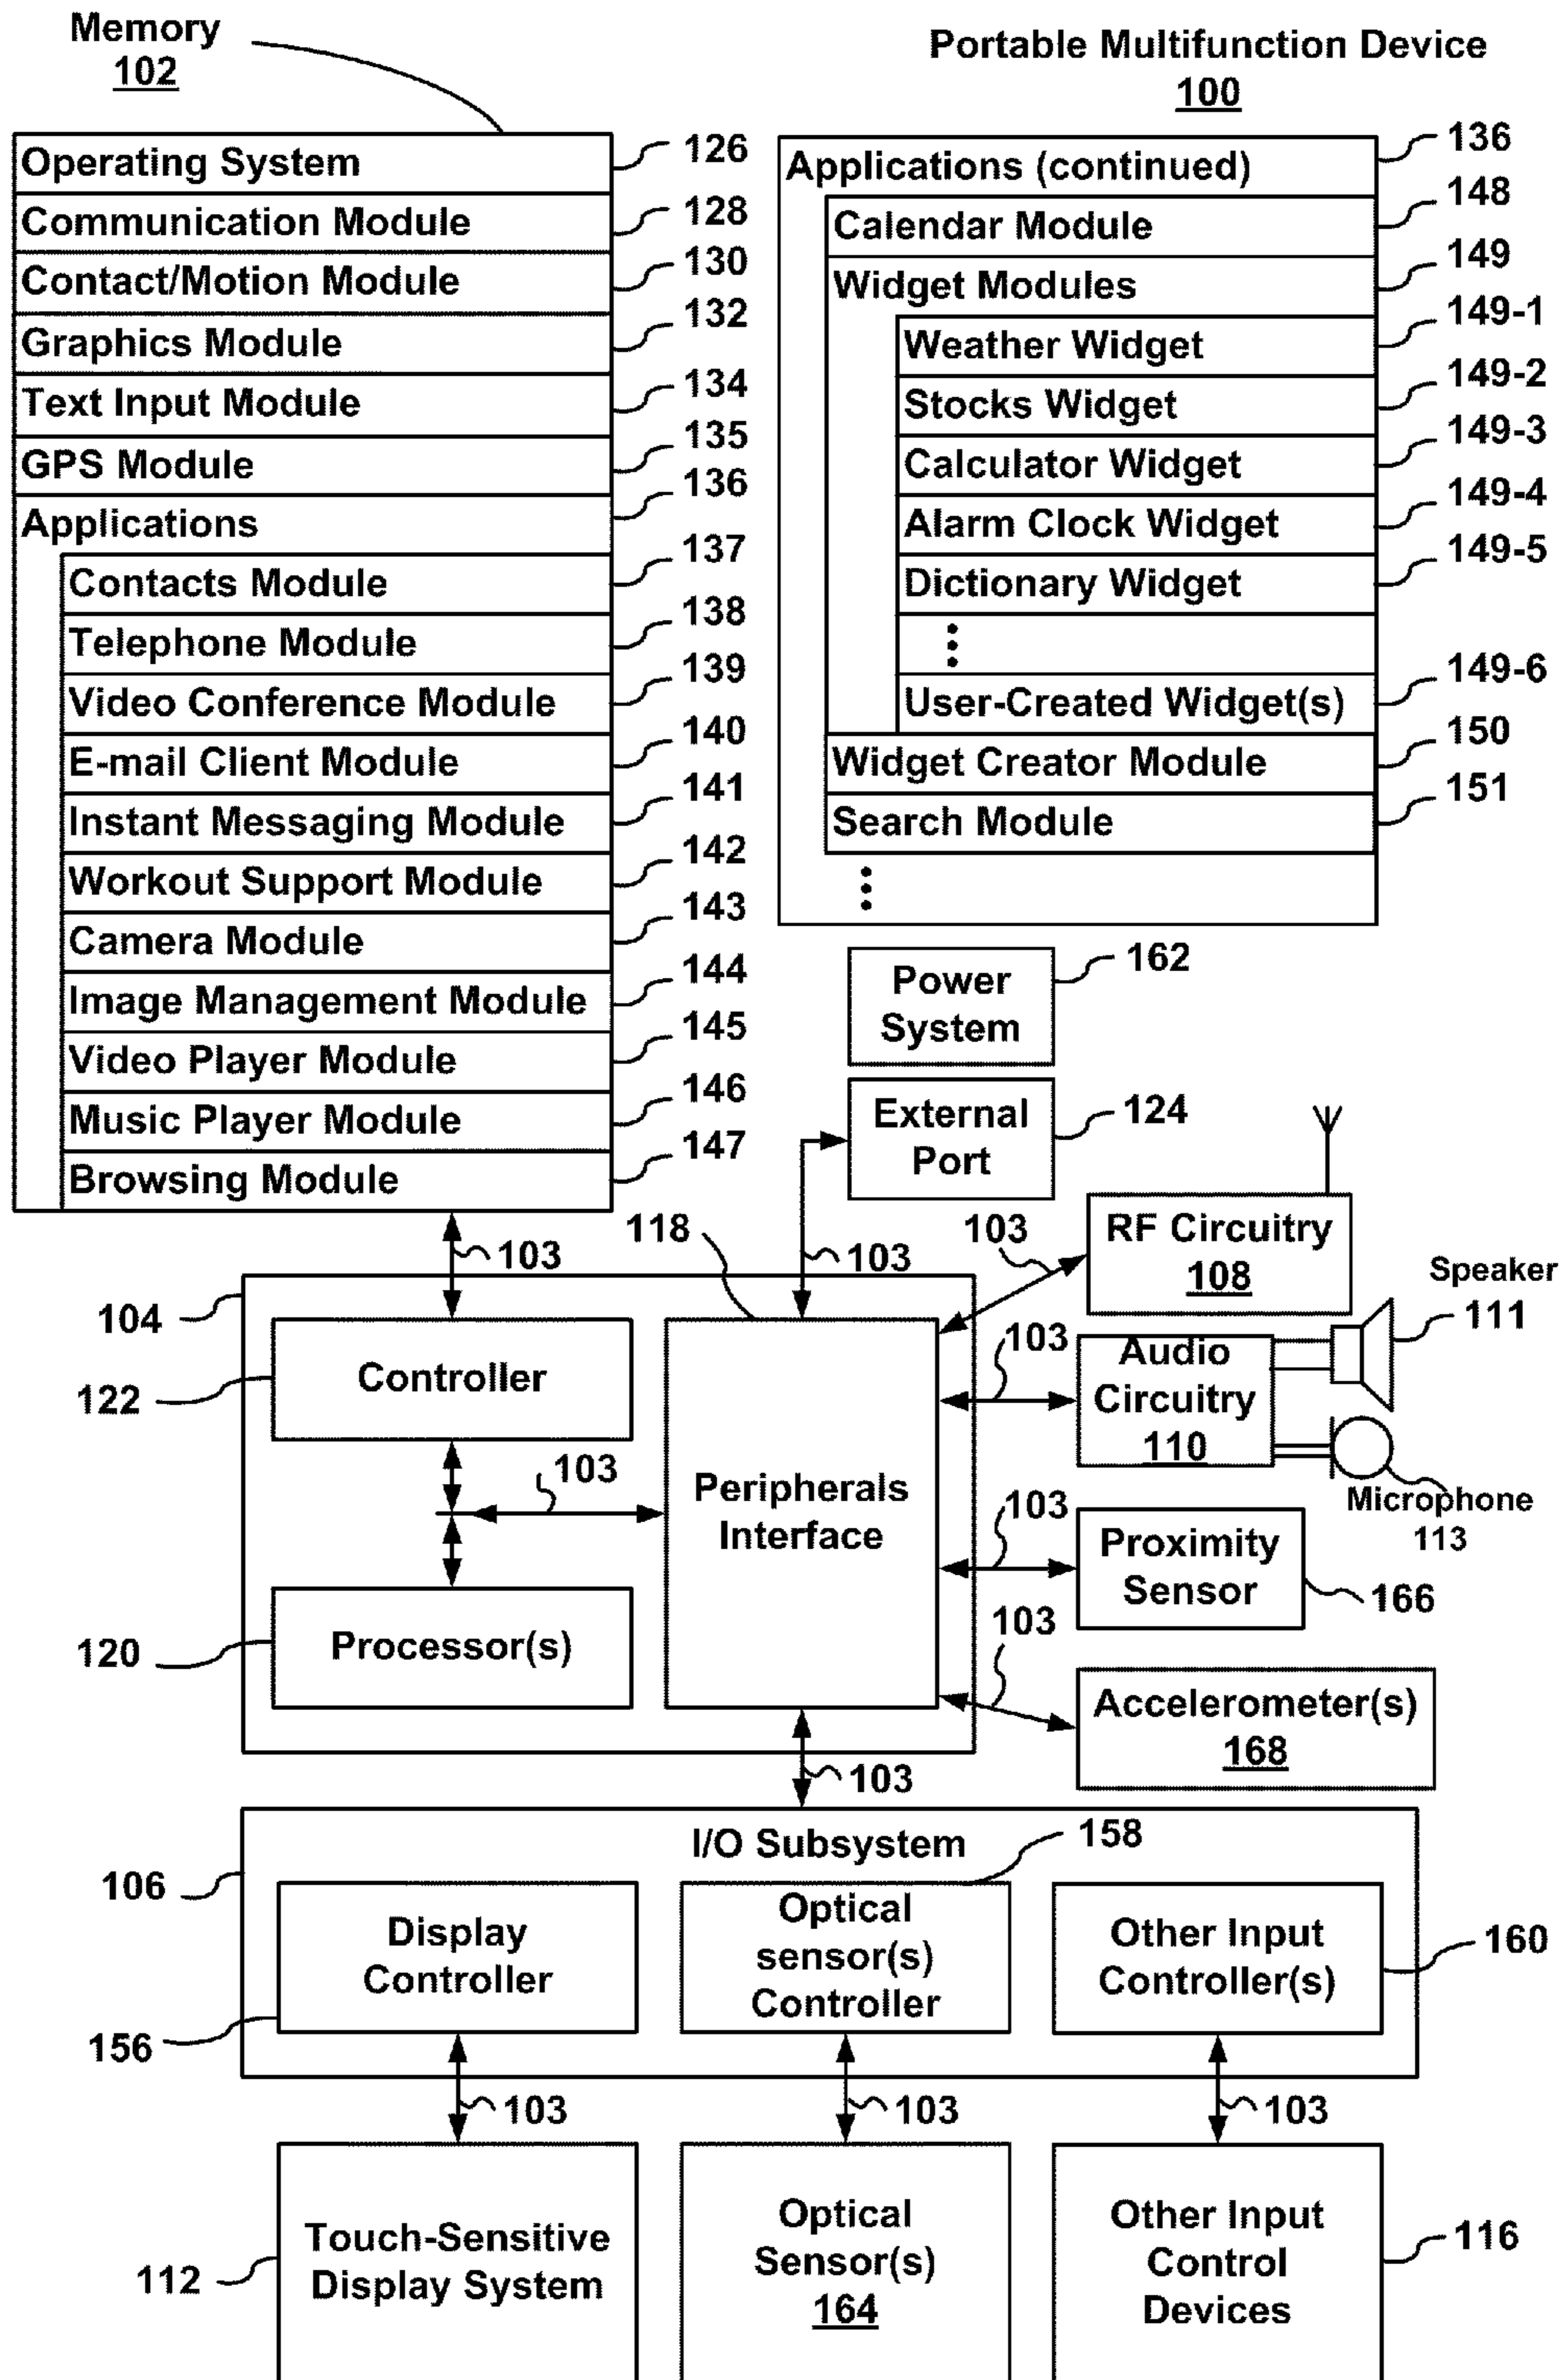 Memory
102
Portable Multifunction Device
100
Operating System
126
Communication Module
128
Contact/Motion Module
130
Graphics Module
132
Text Input Module
134
GPS Module
135
Applications
136
Contacts Module
137
Telephone Module
138
Video Conference Module
139
E-mail Client Module
140
Instant Messaging Module
141
Workout Support Module
142
Camera Module
143
Image Management Module
144
Video Player Module
145
Music Player Module
146
Browsing Module
147
Applications (continued)
136
Calendar Module
148
Widget Modules
149
Weather Widget
149-1
Stocks Widget
149-2
Calculator Widget
149-3
Alarm Clock Widget
149-4
Dictionary Widget
149-5
User-Created Widget(s)
149-6
Widget Creator Module
150
Search Module
151
Power
System
162
External
Port
124
103
118
103
103
RF Circuitry
108
Speaker
111
104
Controller
122
103
Peripherals
Interface
103
Audio
Circuitry
110
Microphone
113
103
Proximity
Sensor
166
Processor(s)
120
103
Accelerometer(s)
168
103
I/O Subsystem
106
158
Display
Controller
156
Optical
sensor(s)
Controller
Other Input
Controller(s)
160
103
103
103
Touch-Sensitive
Display System
112
Optical
Sensor(s)
164
Other Input
Control
Devices
116